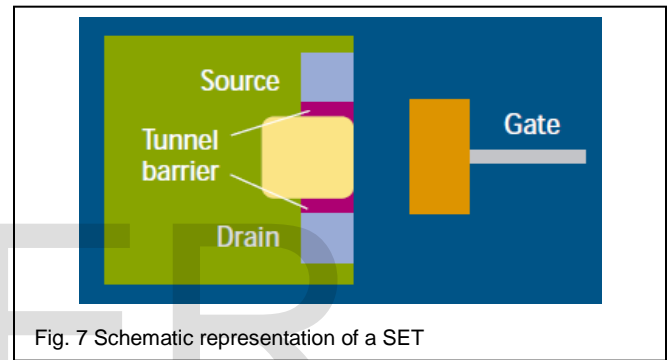 Source
Tunnel
barrier
Gate
Drain
Fig. 7 Schematic representation of a SET